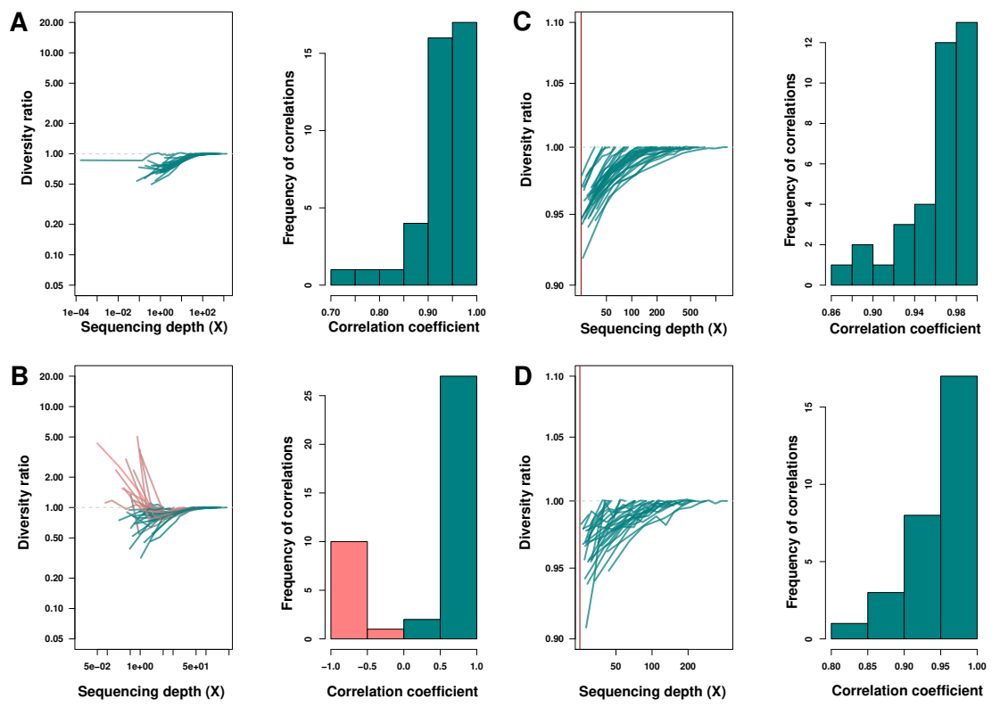 A
Diversity ratio
20.00
10.00
5.00
2.00
1.00
0.50
0.20
0.10
0.05
1e−04 1e−02 1e+00 1e+02
Sequencing depth (X)
Frequency of correlations
15
10
5
0
0.70 0.80 0.90 1.00
Correlation coefficient
C
Diversity ratio
1.10
1.05
1.00
0.95
0.90
50 100 200 500
Sequencing depth (X)
Frequency of correlations
12
10
8
6
4
2
0
0.86 0.90 0.94 0.98
Correlation coefficient
B
Diversity ratio
20.00
10.00
5.00
2.00
1.00
0.50
0.20
0.10
0.05
5e−02 1e+00 5e+01
Sequencing depth (X)
Frequency of correlations
25
20
15
10
5
0
−1.0 −0.5 0.0 0.5 1.0
Correlation coefficient
D
Diversity ratio
1.10
1.05
1.00
0.95
0.90
50 100 200
Sequencing depth (X)
Frequency of correlations
15
10
5
0
0.80 0.85 0.90 0.95 1.00
Correlation coefficient